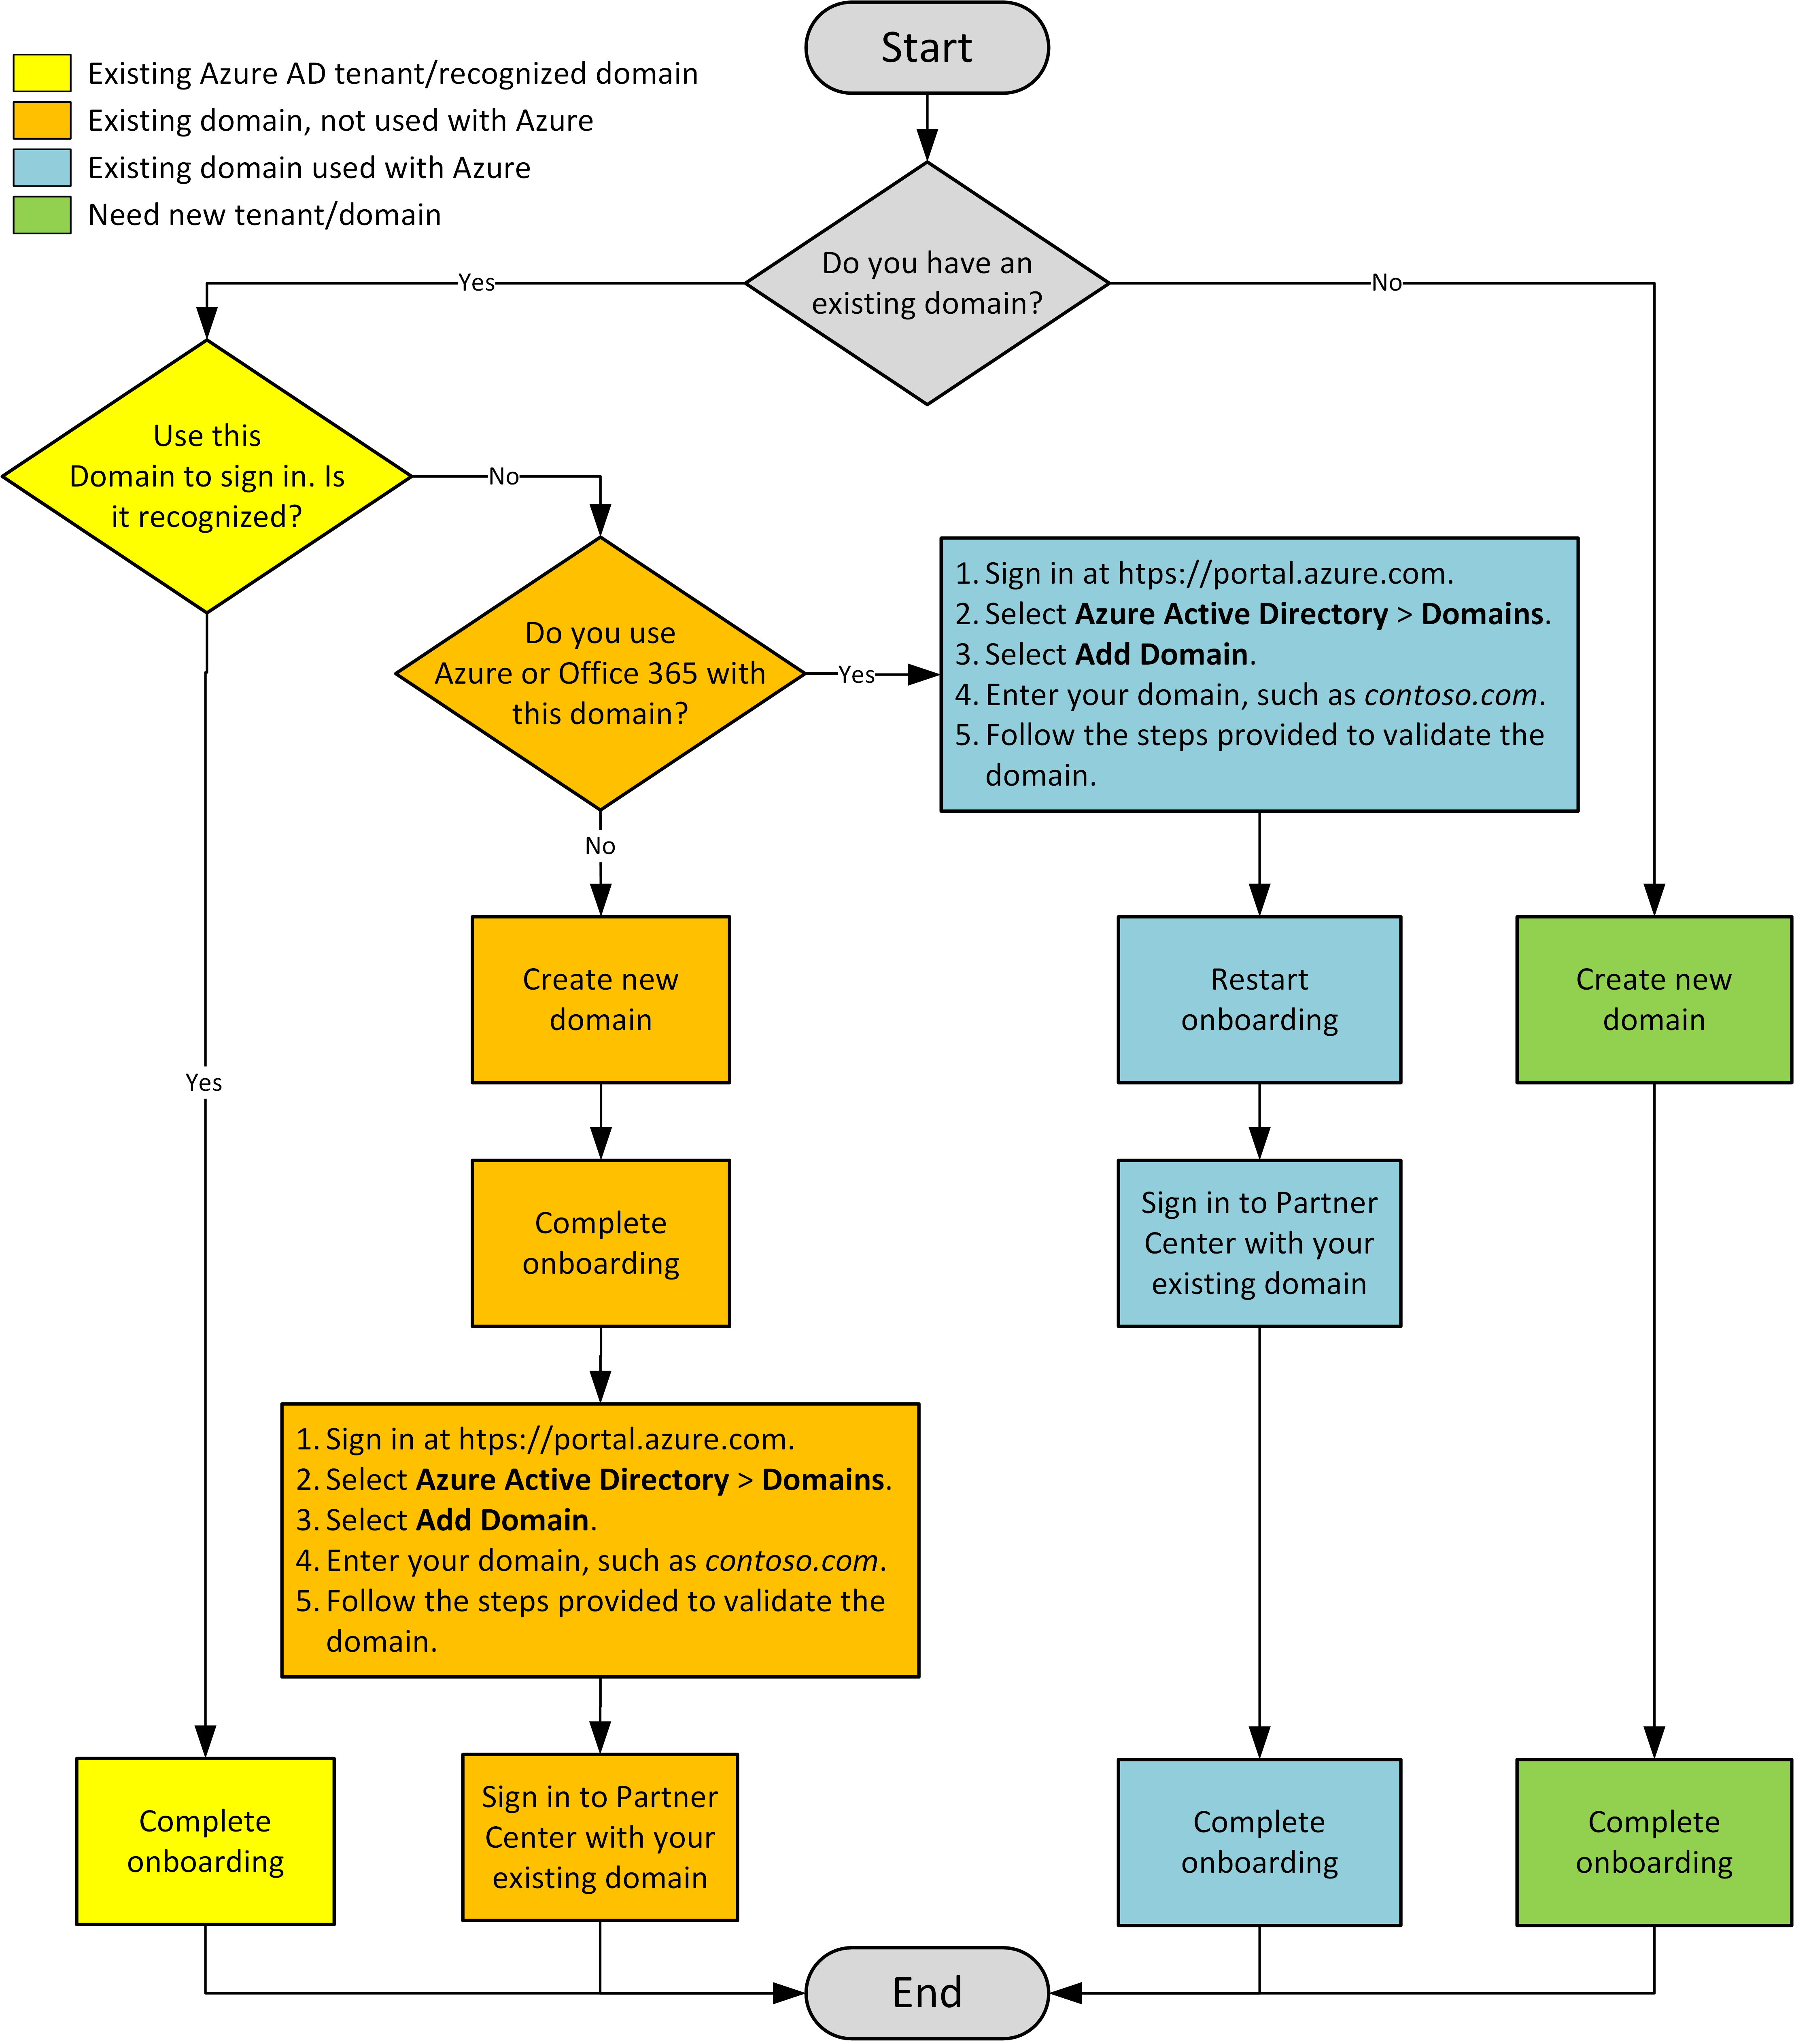 Start
Existing Azure AD tenant/recognized domain
Existing domain, not used with Azure
Existing domain used with Azure
Need new tenant/domain
Do you have an
existing domain?
Yes
No
Use this
Domain to sign in. Is
it recognized?
No
Do you use
Azure or Office 365 with
this domain?
Yes
1. Sign in at htps://portal.azure.com.
2. Select Azure Active Directory > Domains.
3. Select Add Domain.
4. Enter your domain, such as contoso.com.
5. Follow the steps provided to validate the
domain.
No
Create new
domain
Restart
onboarding
Create new
domain
Yes
Complete
onboarding
Sign in to Partner
Center with your
existing domain
1. Sign in at htps://portal.azure.com.
2. Select Azure Active Directory > Domains.
3. Select Add Domain.
4. Enter your domain, such as contoso.com.
5. Follow the steps provided to validate the
domain.
Complete
onboarding
Sign in to Partner
Center with your
existing domain
Complete
onboarding
Complete
onboarding
End